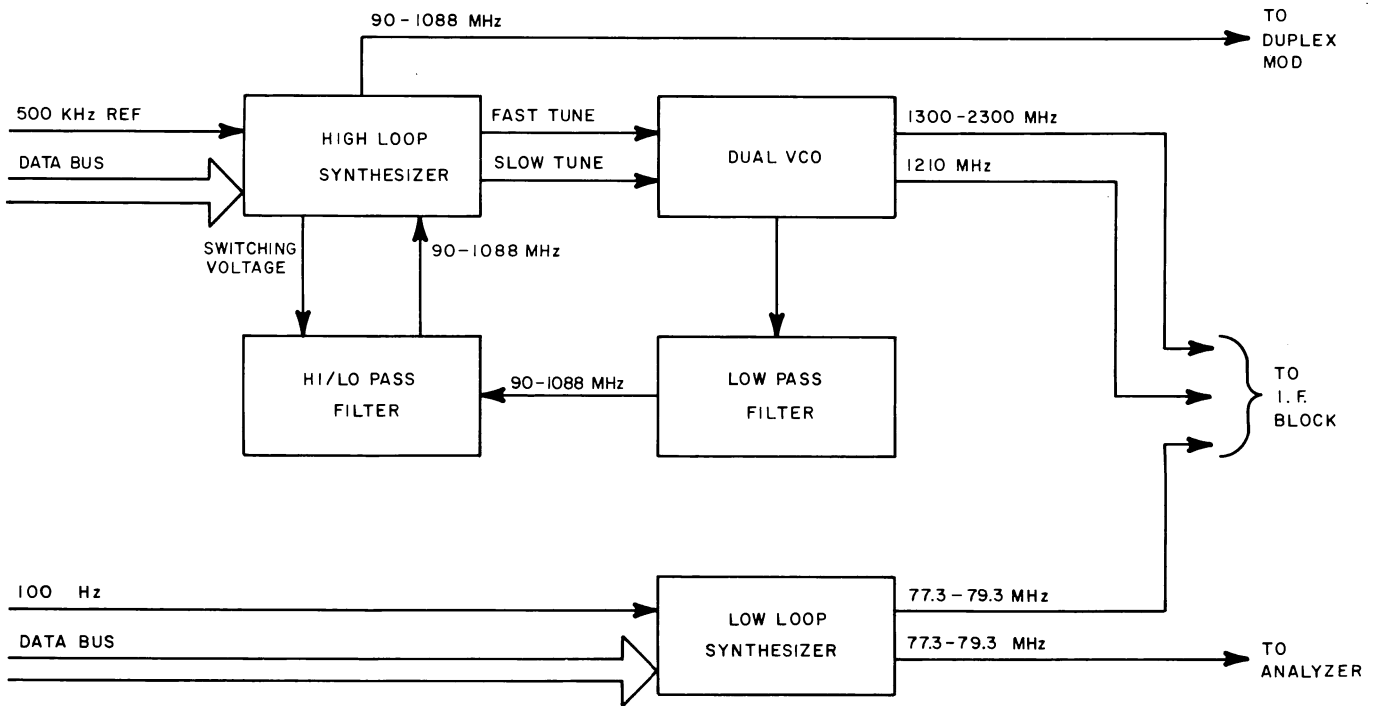 90-1088 MHz
TO
DUPLEX
MOD
500 KHz REF
DATA BUS
HIGH LOOP
SYNTHESIZER
FAST TUNE
SLOW TUNE
DUAL VCO
1300-2300 MHz
1210 MHz
SWITCHING
VOLTAGE
90-1088 MHz
HI/LO PASS
FILTER
90-1088 MHz
LOW PASS
FILTER
TO
I.F.
BLOCK
100 Hz
DATA BUS
LOW LOOP
SYNTHESIZER
77.3-79.3 MHz
77.3-79.3 MHz
TO
ANALYZER